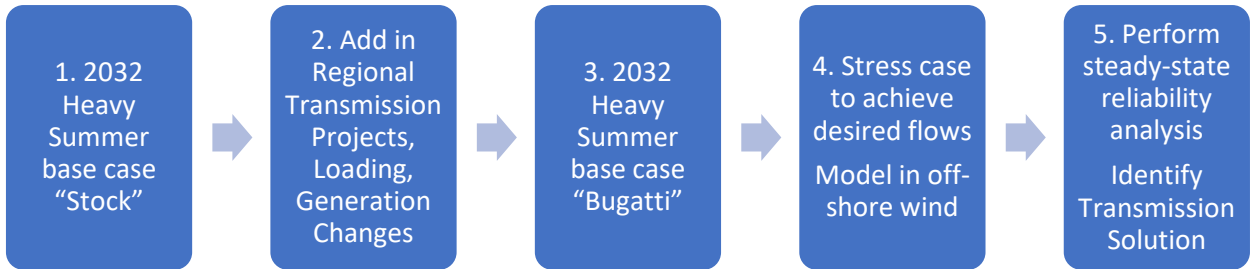 1. 2032
Heavy
Summer
base case
“Stock”
2. Add in
Regional
Transmission
Projects,
Loading,
Generation
Changes
3. 2032
Heavy
Summer
base case
“Bugatti”
4. Stress case
to achieve
desired flows
Model in off-
shore wind
5. Perform
steady-state
reliability
analysis
Identify
Transmission
Solution